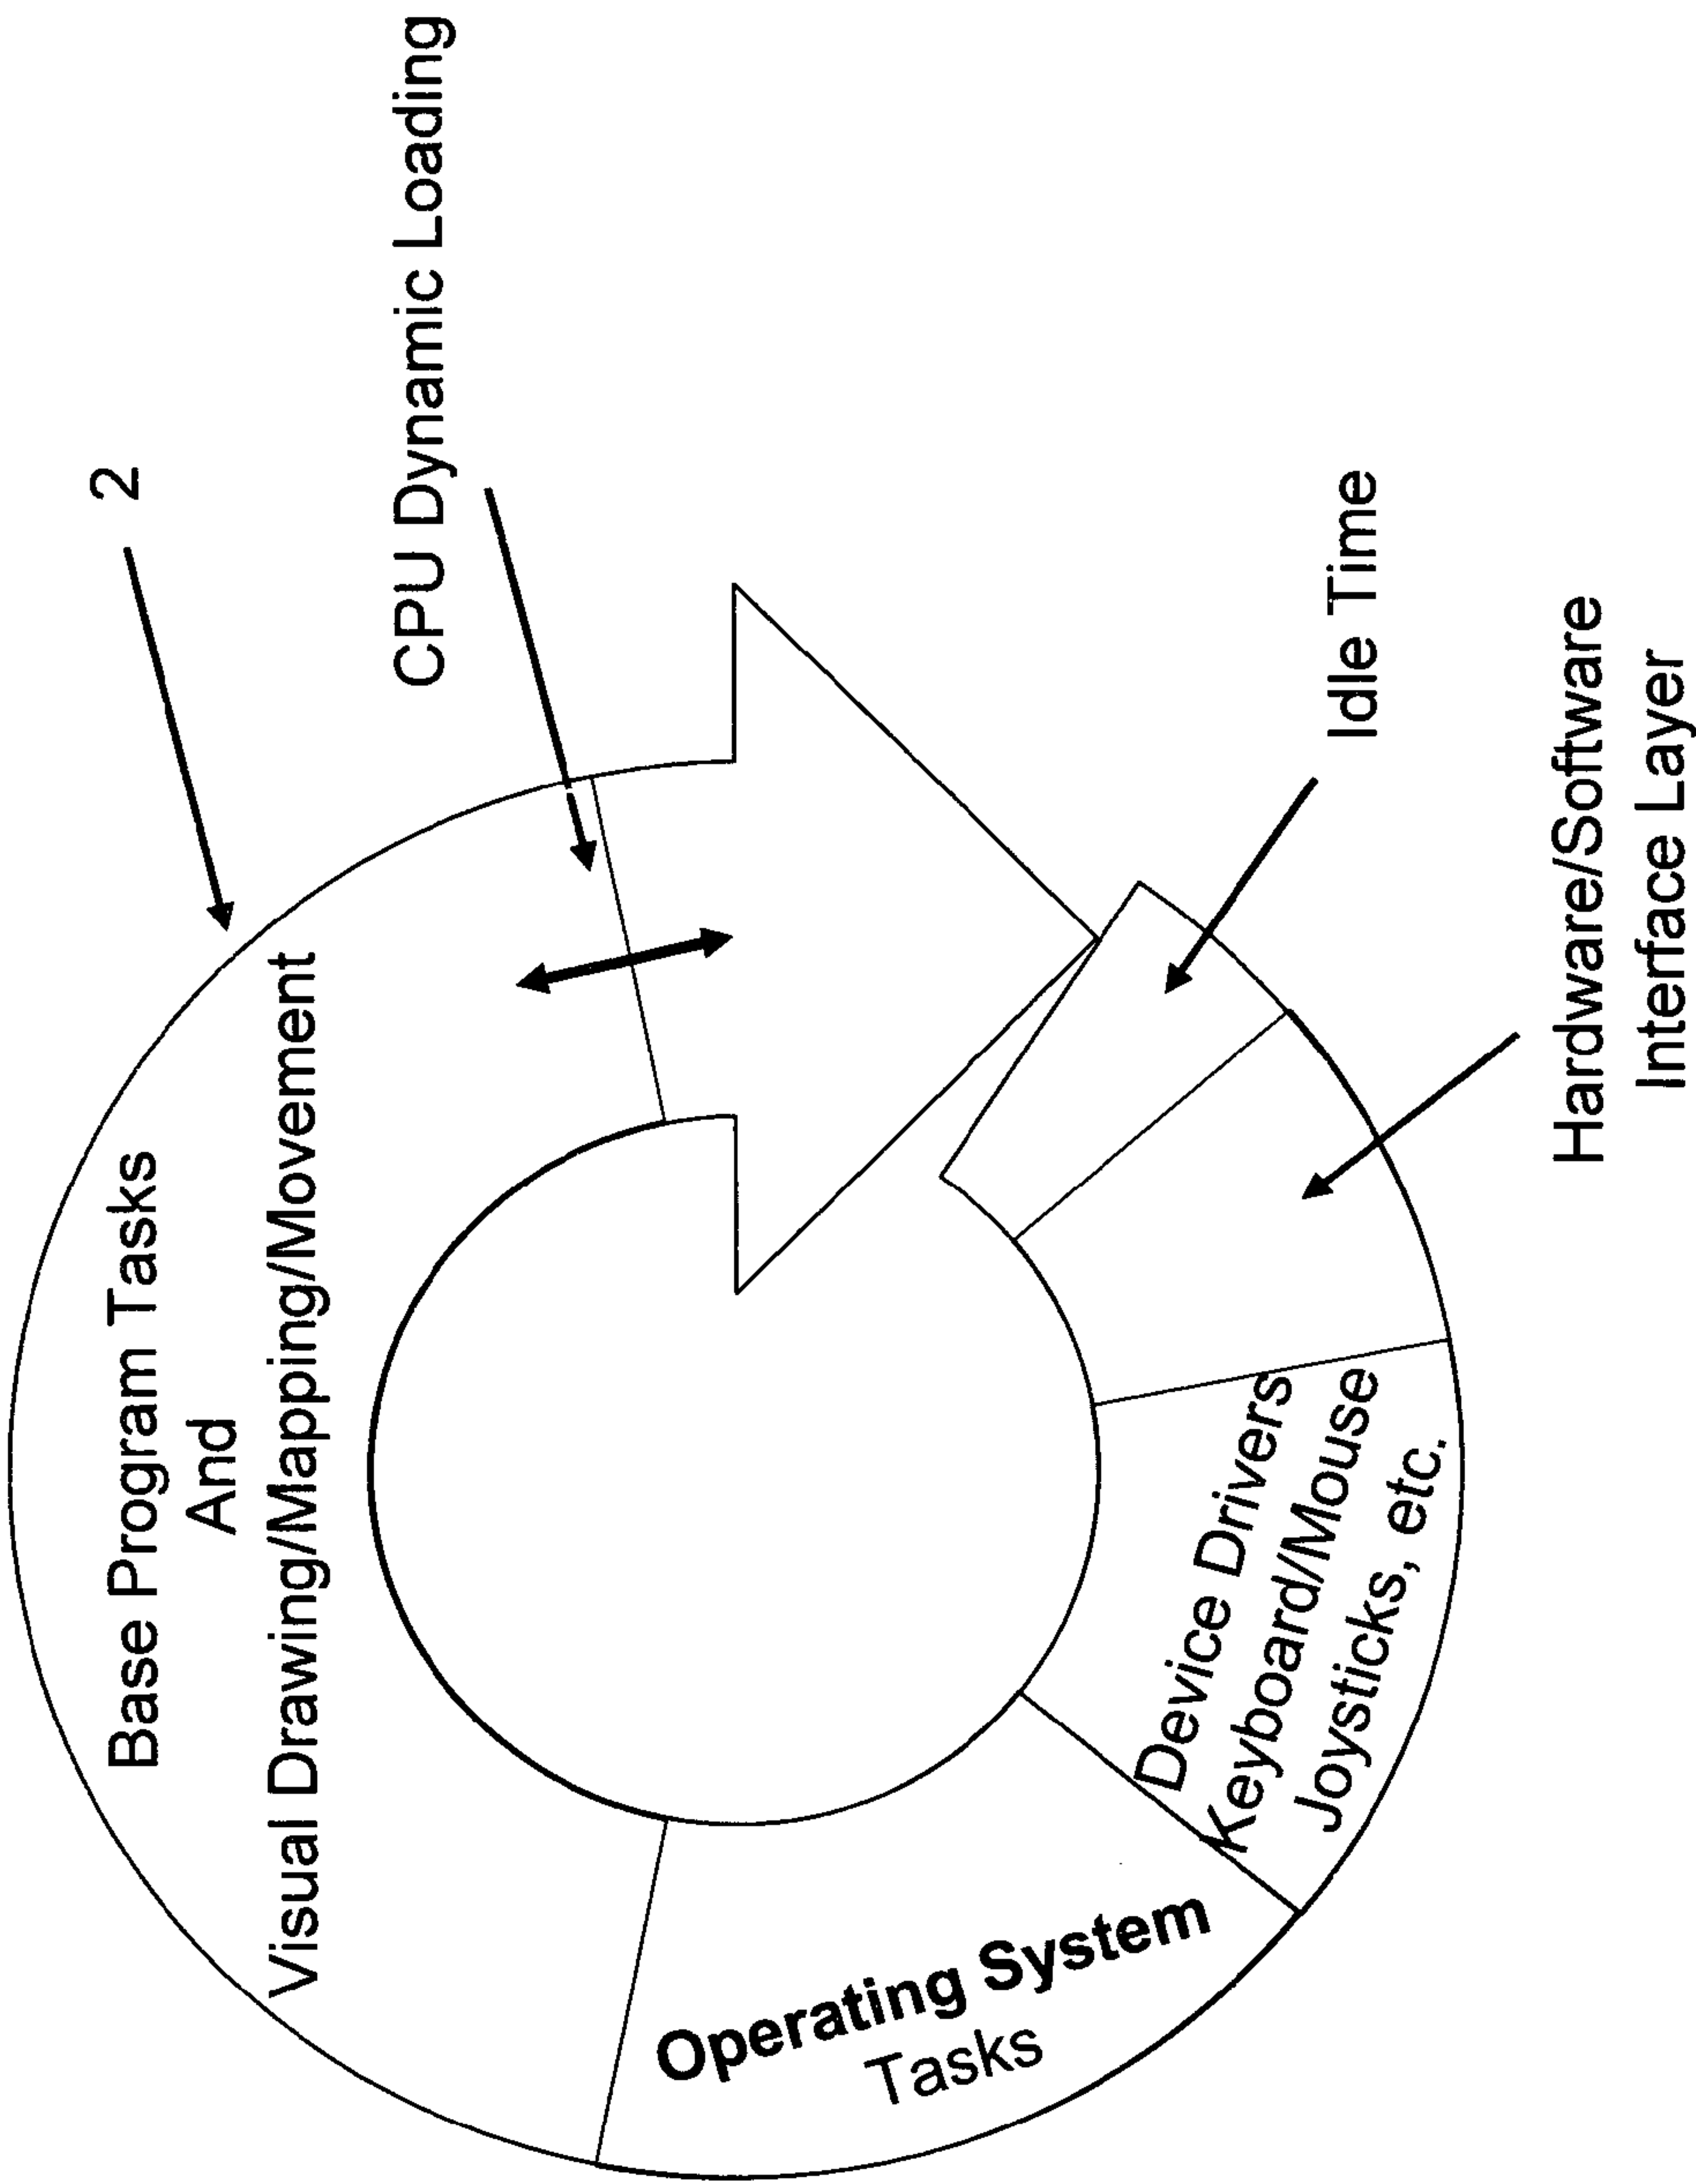 2
Base Program Tasks
And
Visual Drawing/Mapping/Movement
CPU Dynamic Loading
Operating System
Tasks
Device Drivers
Keyboard/Mouse
Joysticks, etc.
Idle Time
Hardware/Software
Interface Layer